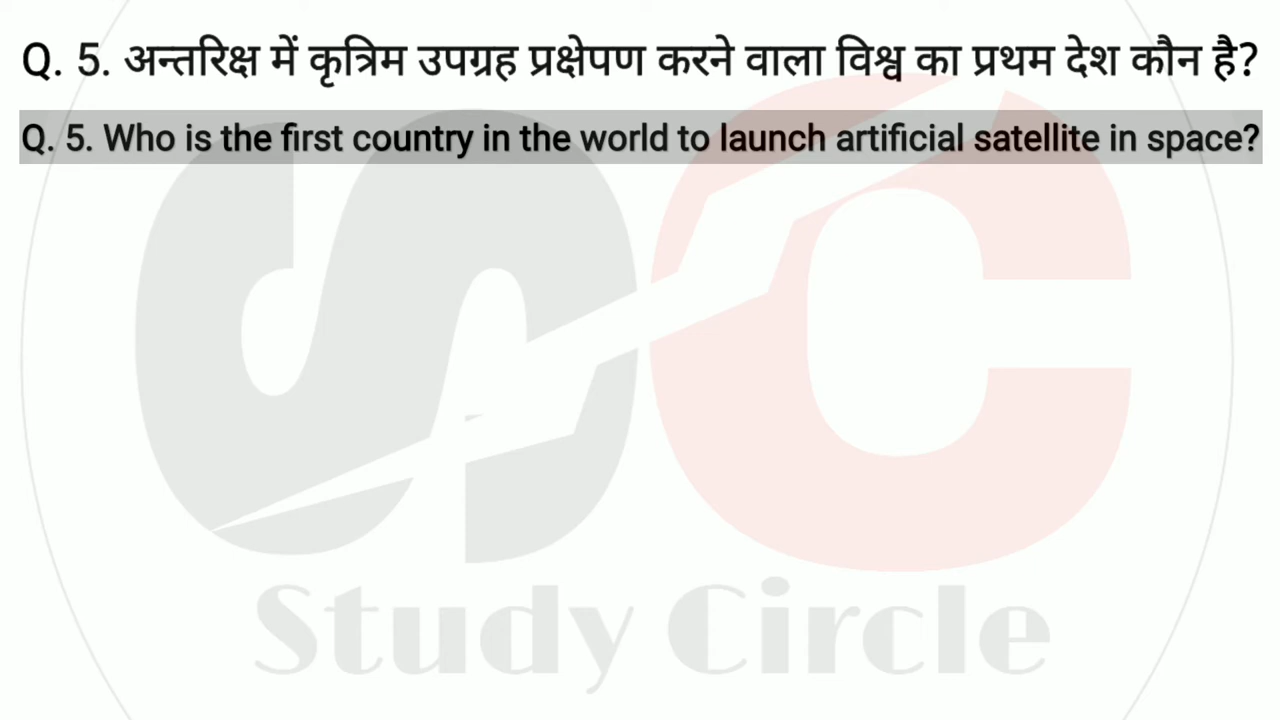 Q. 5. अन्तरिक्ष में कृत्रिम उपग्रह प्रक्षेपण करने वाला विश्व का प्रथम देश कौन है?
Q. 5. Who is the first country in the world to launch artificial satellite in space?
SC
Study Circle